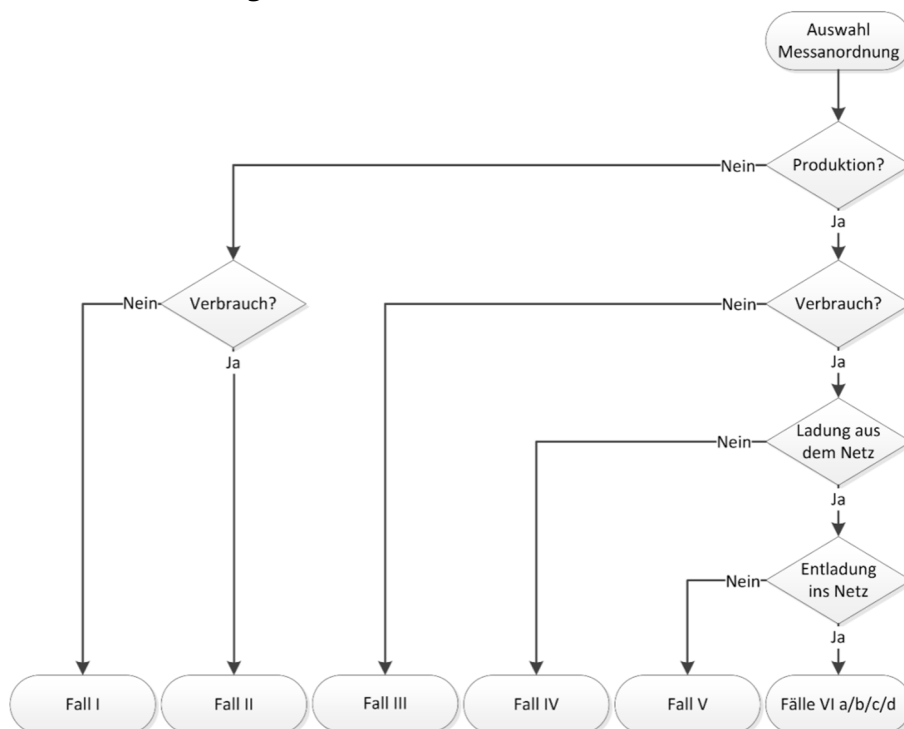 Auswahl
Messanordnung
Nein
Produktion?
Ja
Nein
Verbrauch?
Nein
Verbrauch?
Ja
Ja
Nein
Ladung aus
dem Netz
Ja
Nein
Entladung
ins Netz
Ja
Fall I
Fall II
Fall III
Fall IV
Fall V
Fälle VI a/b/c/d